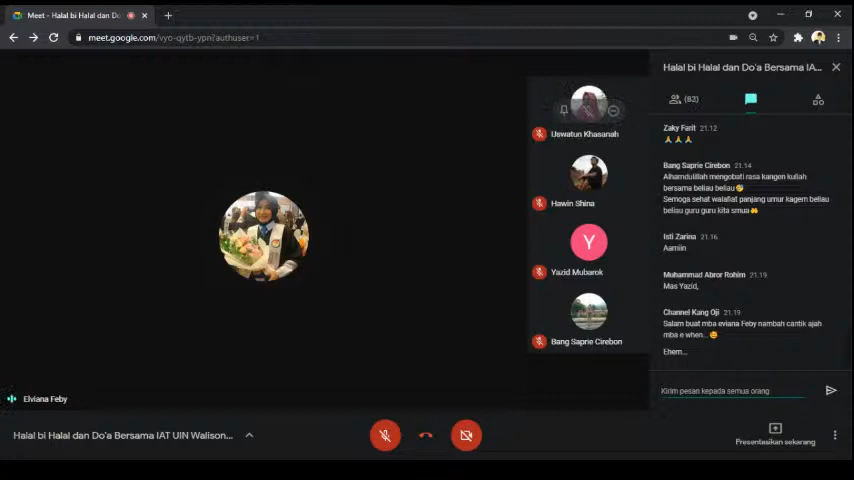 Meet - Halal bi Halal dan Do
meet.google.com/vyo-qytb-ypn?authuser=1
Halal bi Halal dan Do'a Bersama IA...
(82)
Uswatun Khasanah
Hawin Shina
Y
Yazid Mubarok
Bang Saprie Cirebon
Zaky Farit 21.12
🙏🙏🙏
Bang Saprie Cirebon 21.14
Alhamdulillah mengobati rasa kangen kuliah
bersama beliau beliau🤣
Semoga sehat walafiat panjang umur kagem beliau
beliau guru guru kita smua🤲
Isti Zarina 21.16
Aamiin
Muhammad Abror Rohim 21.19
Mas Yazid,
Channel Kang Oji 21.19
Salam buat mba eviana Feby nambah cantik ajah
mba e when... 🤩
Ehem...
Kirim pesan kepada semua orang
Elviana Feby
Halal bi Halal dan Do'a Bersama IAT UIN Walison...
Presentasikan sekarang